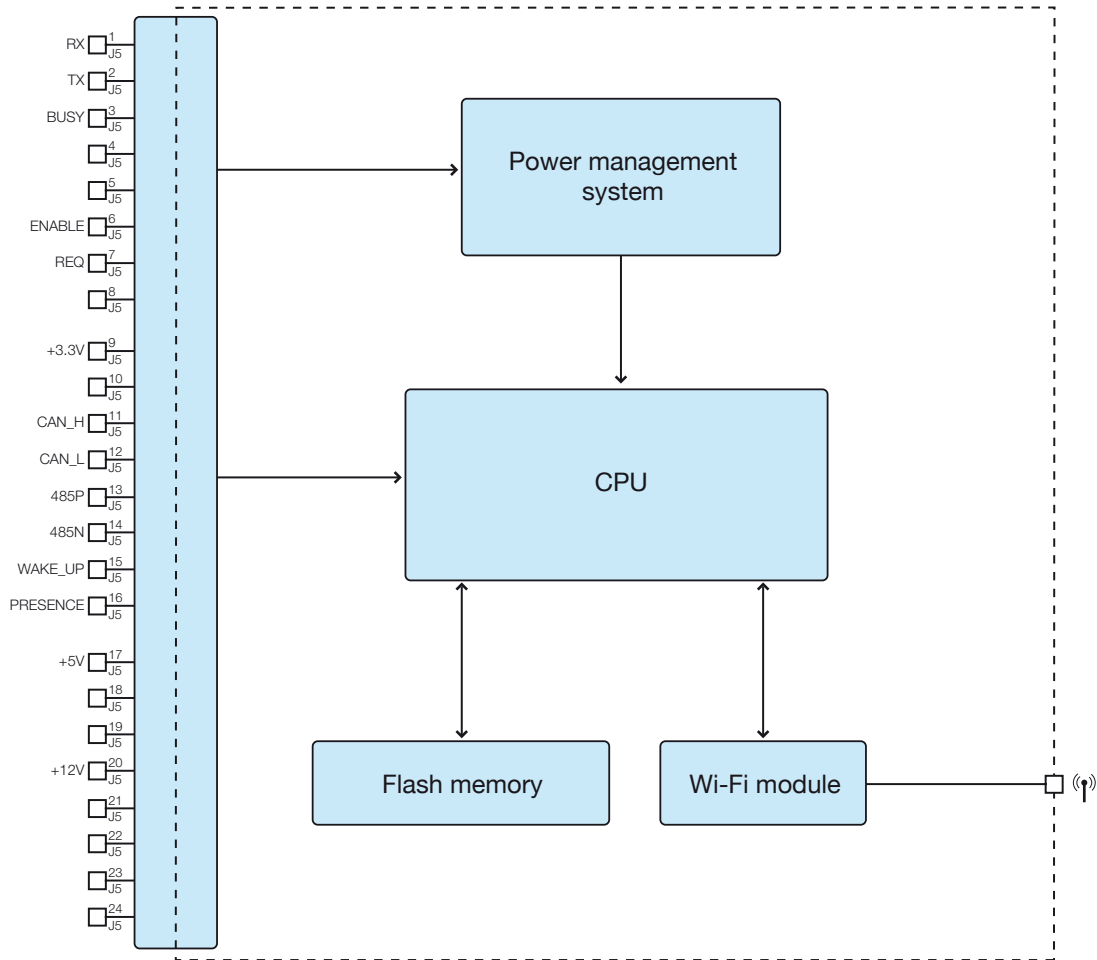 RX 1
J5
TX 2
J5
BUSY 3
J5
4
J5
5
J5
ENABLE 6
J5
REQ 7
J5
8
J5
+3.3V 9
J5
10
J5
CAN_H 11
J5
CAN_L 12
J5
485P 13
J5
485N 14
J5
WAKE_UP 15
J5
PRESENCE 16
J5
+5V 17
J5
18
J5
19
J5
+12V 20
J5
21
J5
22
J5
23
J5
24
J5
Power management
system
CPU
Flash memory
Wi-Fi module